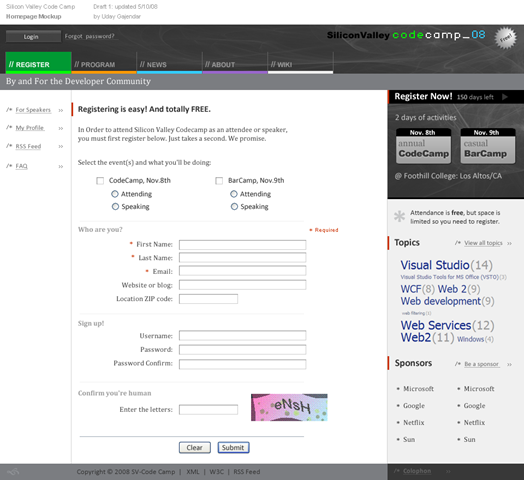 Silicon Valley Code Camp Draft 1: updated 5/10/08
Homepage Mockup by Uday Gajendar
Login Forgot password?
SiliconValley codecamp_08
// REGISTER // PROGRAM // NEWS // ABOUT // WIKI
By and For the Developer Community
/* For Speakers >>
/* My Profile >>
/* RSS Feed >>
/* FAQ >>
Registering is easy! And totally FREE.
In Order to attend Silicon Valley Codecamp as an attendee or speaker,
you must first register below. Just takes a second. We promise.
Select the event(s) and what you'll be doing:
CodeCamp, Nov.8th BarCamp, Nov.9th
Attending Attending
Speaking Speaking
Who are you? * Required
* First Name:
* Last Name:
* Email:
Website or blog:
Location ZIP code:
Sign up!
Username:
Password:
Password Confirm:
Confirm you're human
Enter the letters:
eNSH
Clear Submit
Register Now! 150 days left
2 days of activities
Nov. 8th Nov. 9th
annual casual
CodeCamp BarCamp
@ Foothill College: Los Altos/CA
* Attendance is free, but space is
limited so you need to register.
Topics /* View all topics >>
Visual Studio (14)
Visual Studio Tools for MS Office (VSTO) (3)
WCF(8) Web 2(9)
Web development(9)
web filtering(1)
Web Services(12)
Web2(11) Windows(4)
Sponsors /* Be a sponsor >>
* Microsoft * Microsoft
* Google * Google
* Netflix * Netflix
* Sun * Sun
Copyright © 2008 SV-Code Camp | XML | W3C | RSS Feed
/* Colophon >>